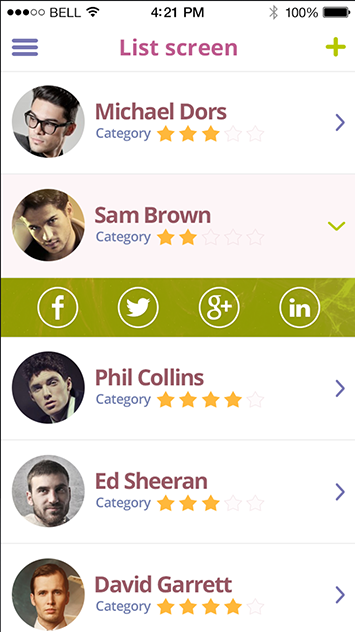 BELL 4:21 PM 100%
List screen
Michael Dors
Category
Sam Brown
Category
f g+ in
Phil Collins
Category
Ed Sheeran
Category
David Garrett
Category